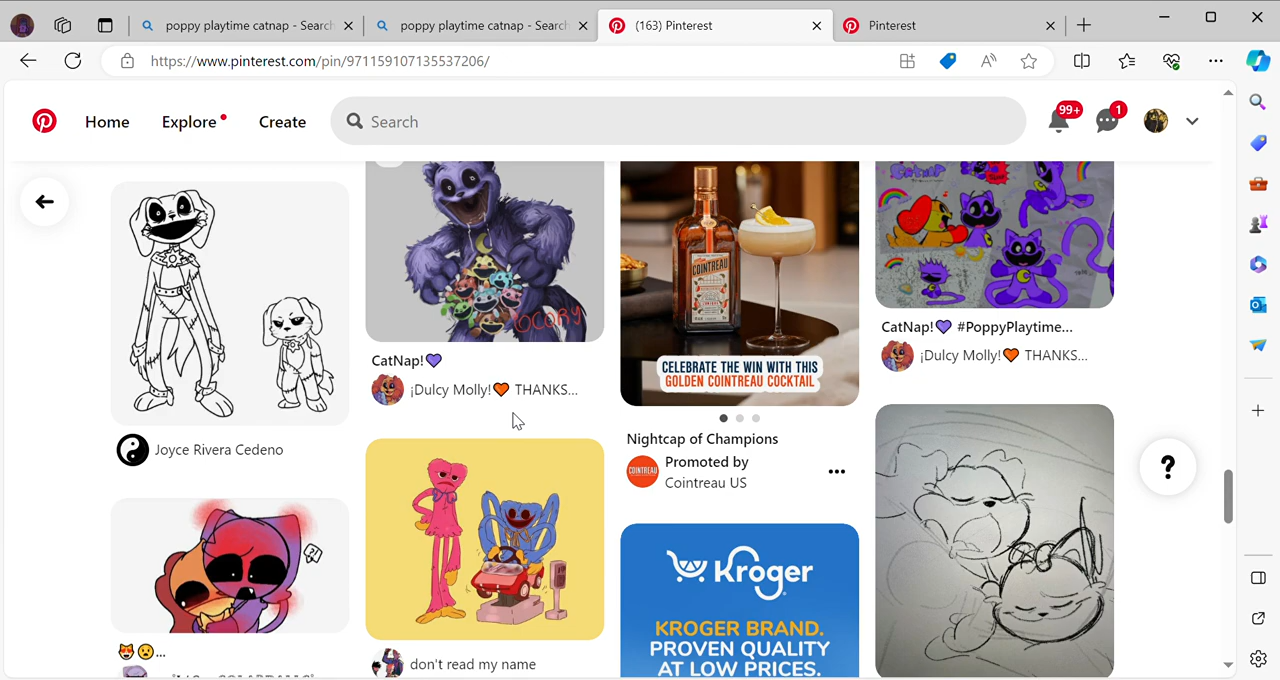 poppy playtime catnap - Search
poppy playtime catnap - Search
(163) Pinterest
Pinterest
https://www.pinterest.com/pin/971159107135537206/
Home
Explore
Create
Search
99+
1
Joyce Rivera Cedeno
?!
😻😧...
OCORY
CatNap!💜
¡Dulcy Molly!🧡 THANKS...
don't read my name
COINTREAU
CELEBRATE THE WIN WITH THIS
GOLDEN COINTREAU COCKTAIL
Nightcap of Champions
COINTREAU
Promoted by
Cointreau US
Kroger
KROGER BRAND.
PROVEN QUALITY
AT LOW PRICES.
CatNap!💜 #PoppyPlaytime...
¡Dulcy Molly!🧡 THANKS...
?